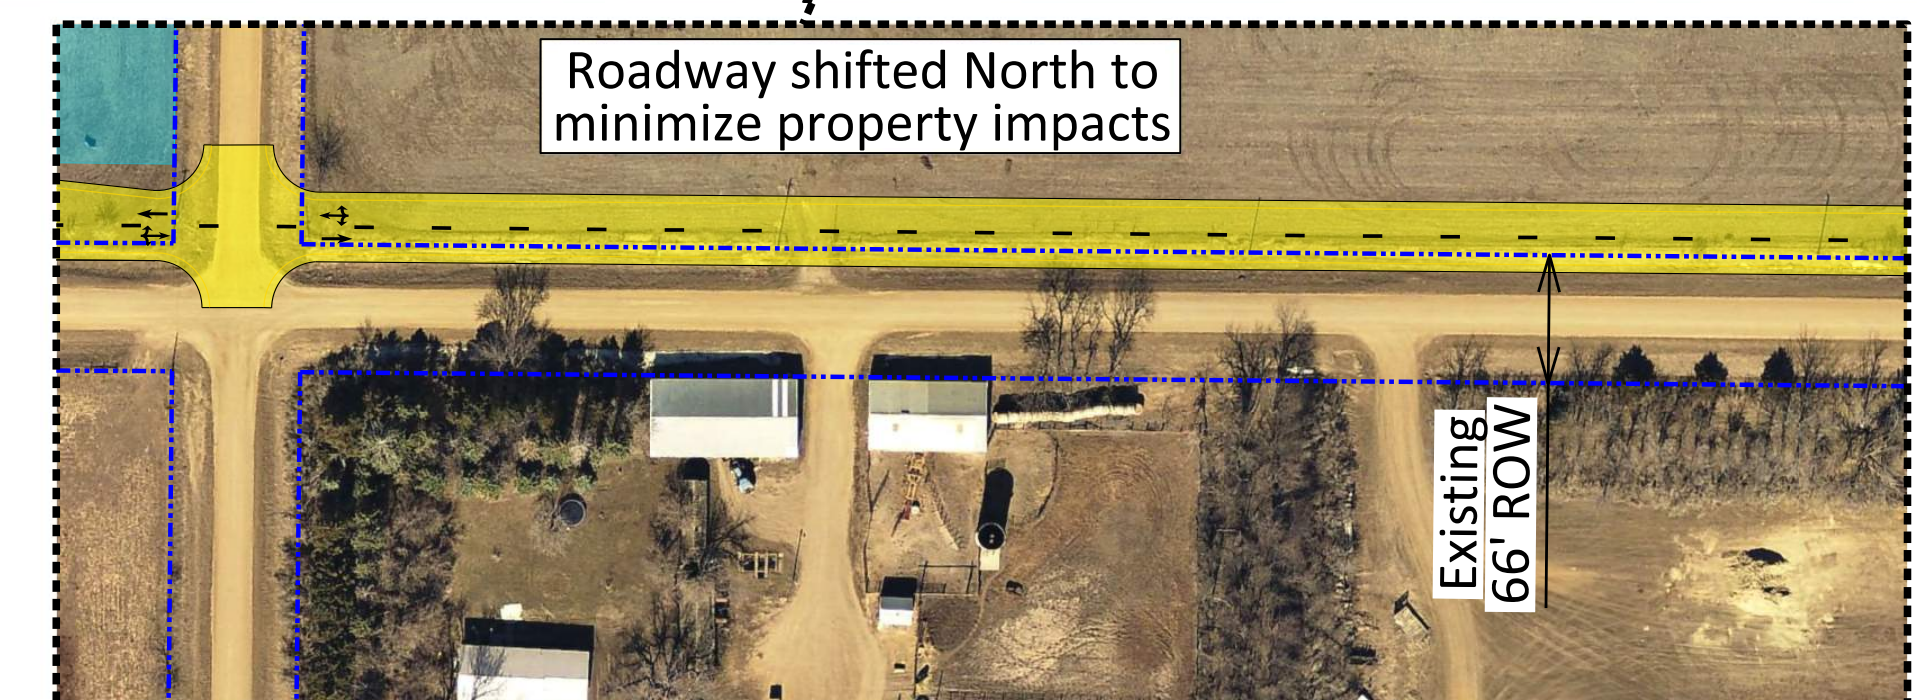 Roadway shifted North to
minimize property impacts
Existing
66' ROW